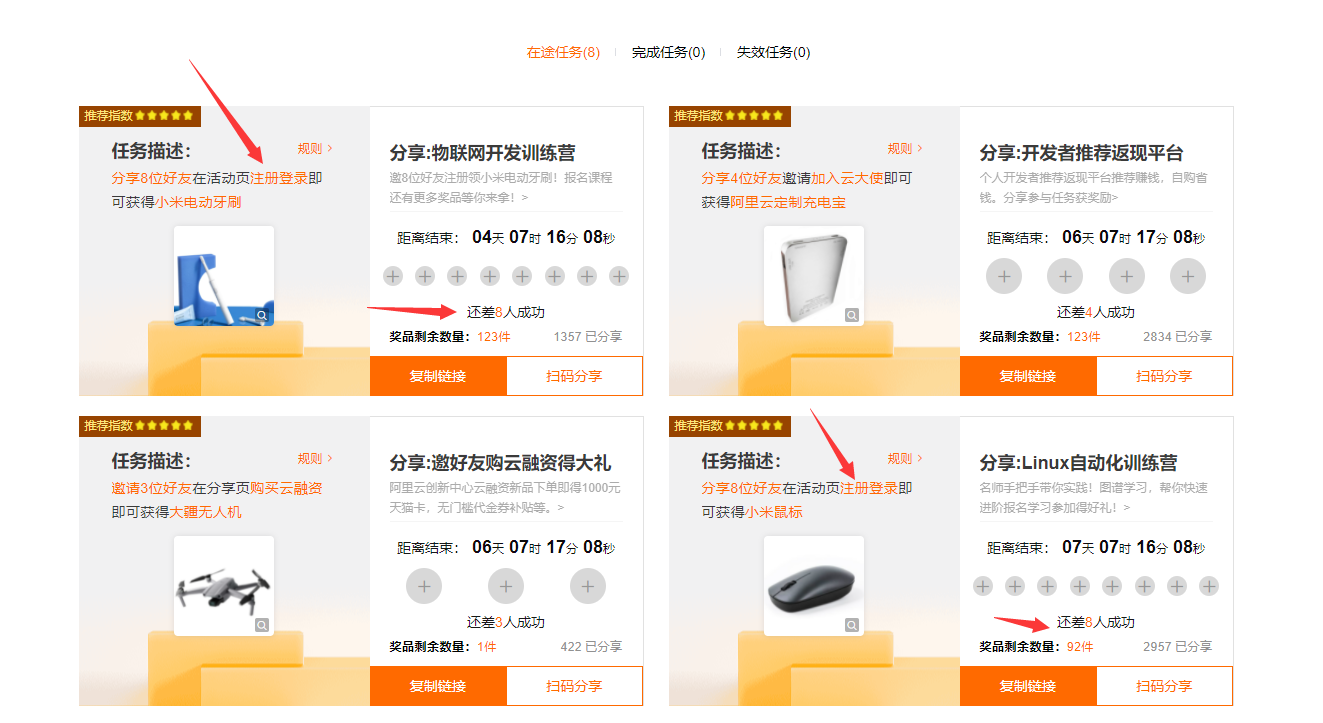 在途任务(8) 完成任务(0) 失效任务(0)
推荐指数
任务描述：
规则 >
分享8位好友在活动页注册登录即
可获得小米电动牙刷
分享:物联网开发训练营
邀8位好友注册领小米电动牙刷！报名课程
还有更多奖品等你来拿！>
距离结束： 04天 07时 16分 08秒
还差8人成功
奖品剩余数量：123件 1357 已分享
复制链接 扫码分享
推荐指数
任务描述：
规则 >
分享4位好友邀请加入云大使即可
获得阿里云定制充电宝
分享:开发者推荐返现平台
个人开发者推荐返现平台推荐赚钱，自购省
钱。分享参与任务获奖励>
距离结束： 06天 07时 17分 08秒
还差4人成功
奖品剩余数量：123件 2834 已分享
复制链接 扫码分享
推荐指数
任务描述：
规则 >
邀请3位好友在分享页购买云融资
即可获得大疆无人机
分享:邀好友购云融资得大礼
阿里云创新中心云融资新品下单即得1000元
天猫卡，无门槛代金券补贴等。>
距离结束： 06天 07时 17分 08秒
还差3人成功
奖品剩余数量：1件 422 已分享
复制链接 扫码分享
推荐指数
任务描述：
规则 >
分享8位好友在活动页注册登录即
可获得小米鼠标
分享:Linux自动化训练营
名师手把手带你实践！图谱学习，帮你快速
进阶报名学习参加得好礼！>
距离结束： 07天 07时 16分 08秒
还差8人成功
奖品剩余数量：92件 2957 已分享
复制链接 扫码分享